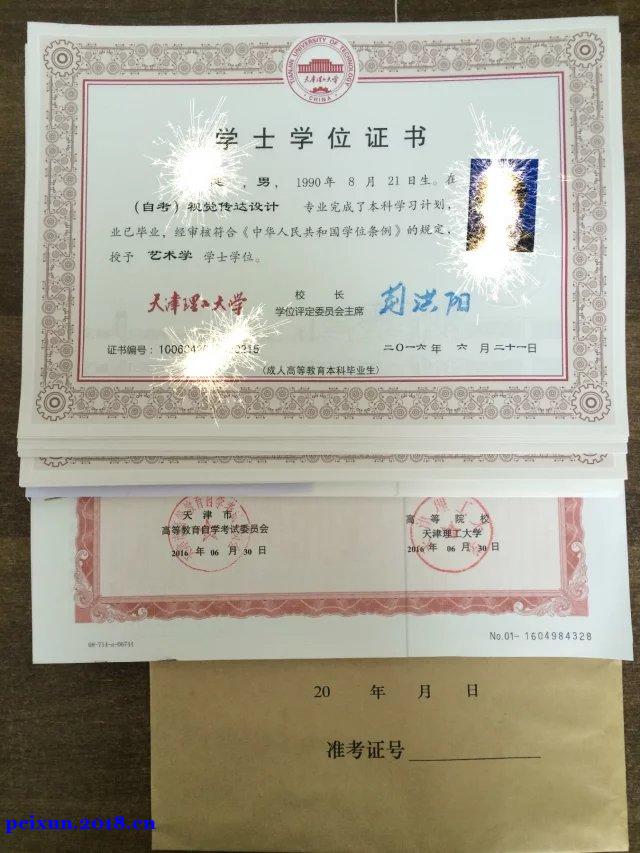 TIANJIN UNIVERSITY OF TECHNOLOGY
天津理工大学
CHINA
学士学位证书
,男,1990年 8 月 21日生。在
(自考)视觉传达设计 专业完成了本科学习计划,
业已毕业,经审核符合《中华人民共和国学位条例》的规定,
授予 艺术学 学士学位。
天津理工大学
校 长
学位评定委员会主席
证书编号:
二〇一六年 六 月 二十一日
(成人高等教育本科毕业生)
天 津 市
高等教育自学考试委员会
2016 年 06 月 30 日
高 等 院 校
天津理工大学
2016 年 06 月 30 日
No.01- 1604984328
20 年 月 日
准考证号
peixun.2018.cn